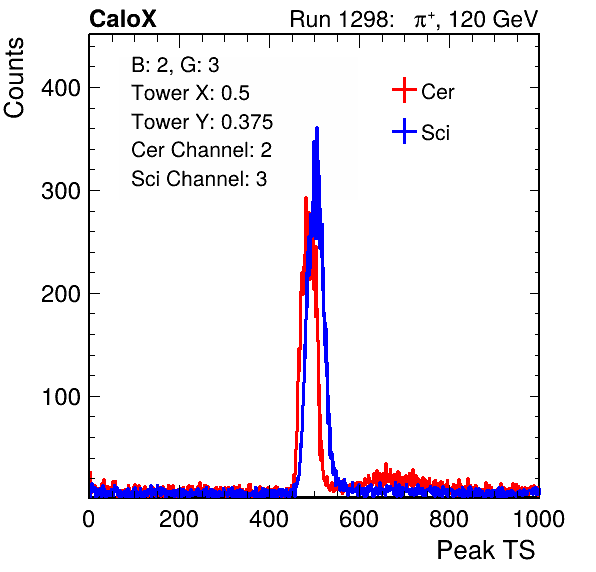 CaloX Run 1298: π⁺, 120 GeV
B: 2, G: 3
Tower X: 0.5
Tower Y: 0.375
Cer Channel: 2
Sci Channel: 3
Cer
Sci
Counts
400
300
200
100
0 200 400 600 800 1000
Peak TS